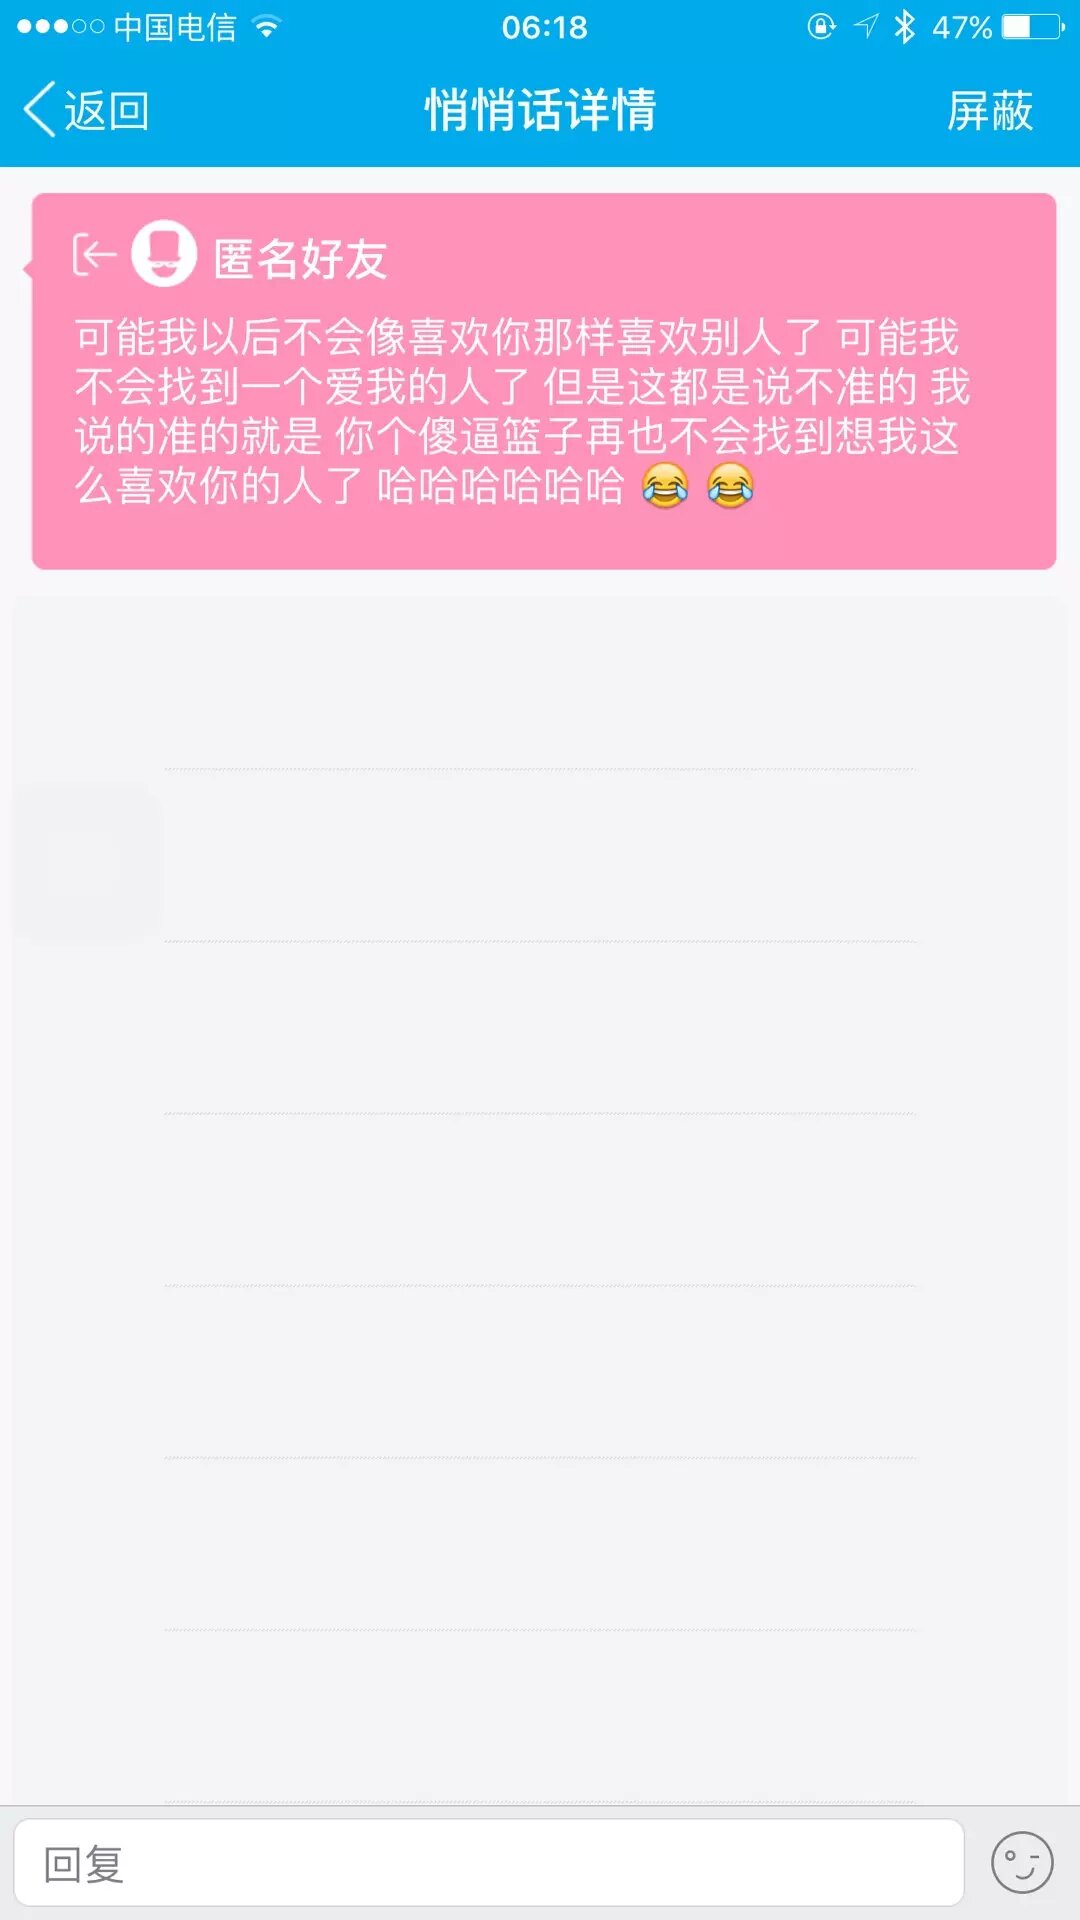 中国电信 06:18 47%
返回 悄悄话详情 屏蔽
匿名好友
可能我以后不会像喜欢你那样喜欢别人了 可能我
不会找到一个爱我的人了 但是这都是说不准的 我
说的准的就是 你个傻逼篮子再也不会找到想我这
么喜欢你的人了 哈哈哈哈哈哈 😂 😂
回复